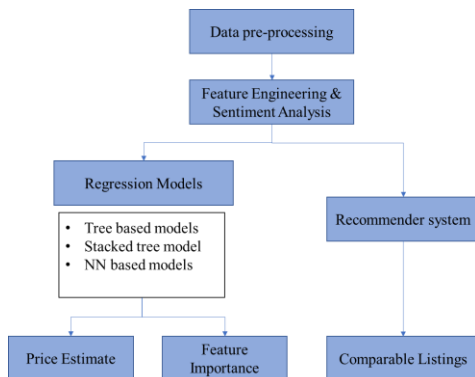 Data pre-processing
Feature Engineering &
Sentiment Analysis
Regression Models
• Tree based models
• Stacked tree model
• NN based models
Recommender system
Price Estimate
Feature
Importance
Comparable Listings